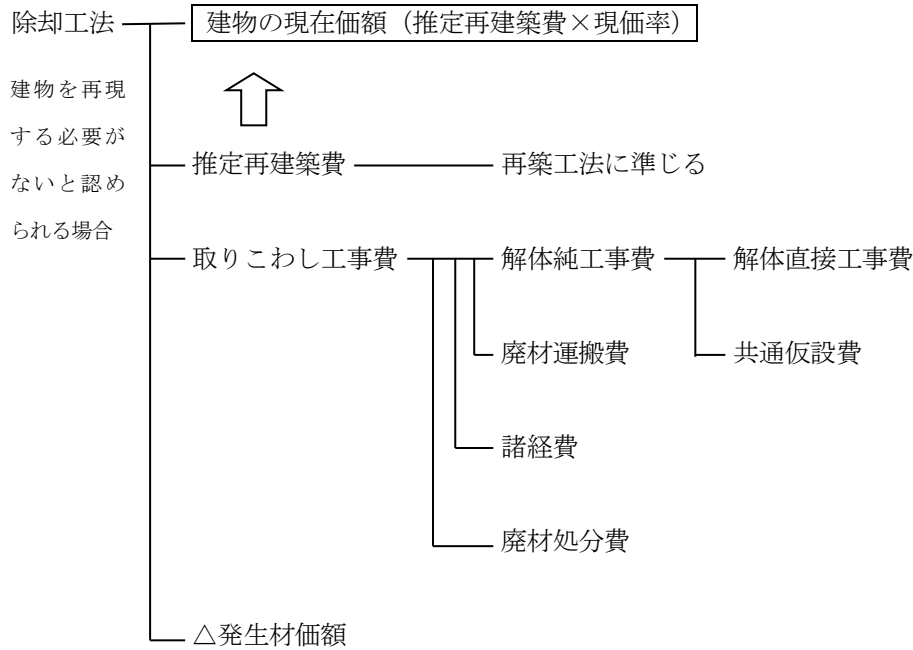 除却工法
建物の現在価額（推定再建築費×現価率）
建物を再現
する必要が
ないと認め
られる場合
推定再建築費
再築工法に準じる
取りこわし工事費
解体純工事費
解体直接工事費
廃材運搬費
共通仮設費
諸経費
廃材処分費
△発生材価額